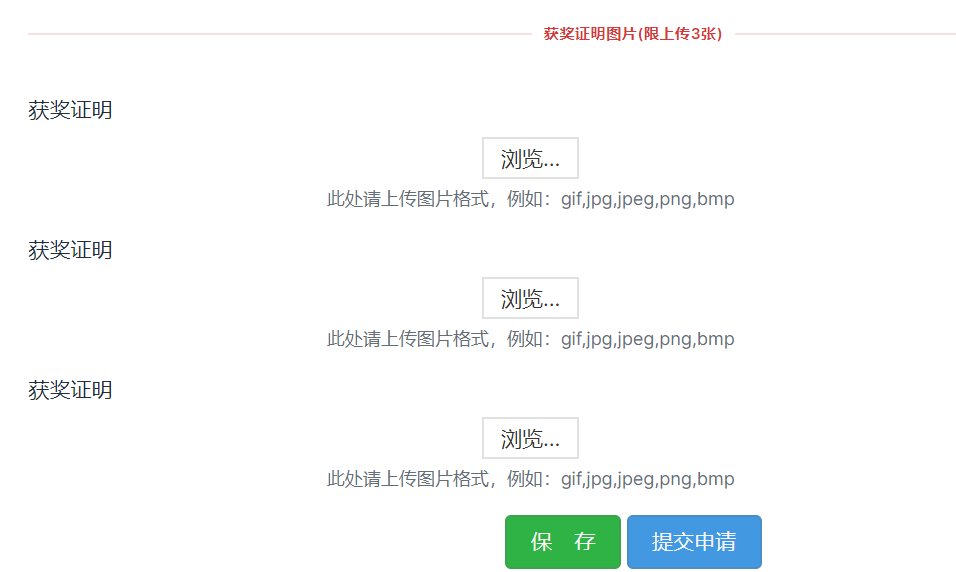 获奖证明图片(限上传3张)
获奖证明
浏览...
此处请上传图片格式，例如：gif,jpg,jpeg,png,bmp
获奖证明
浏览...
此处请上传图片格式，例如：gif,jpg,jpeg,png,bmp
获奖证明
浏览...
此处请上传图片格式，例如：gif,jpg,jpeg,png,bmp
保 存 提交申请